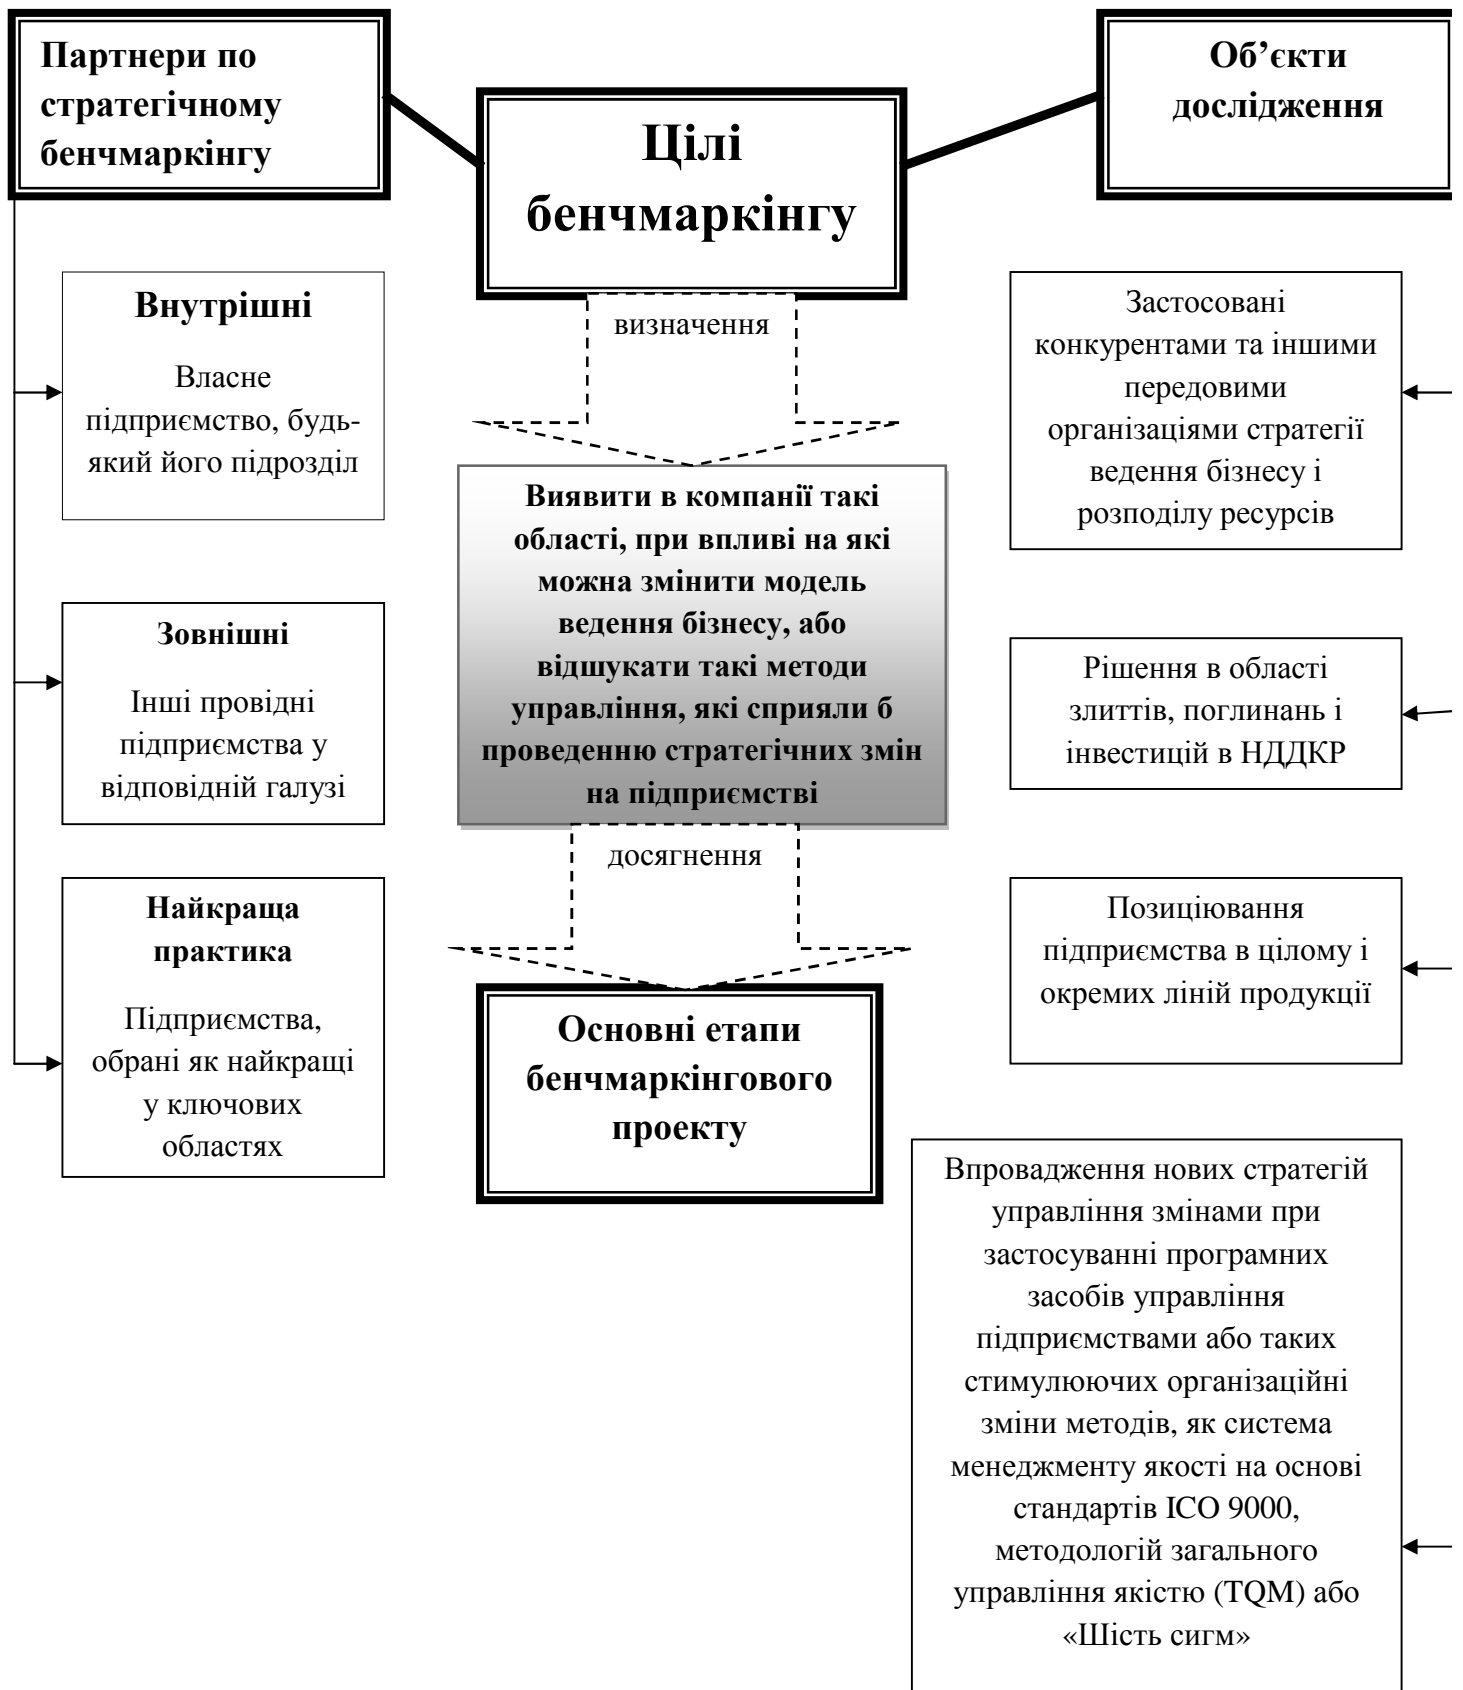 Партнери по
стратегічному
бенчмаркінгу
Цілі
бенчмаркінгу
Об’єкти
дослідження
Внутрішні
Власне
підприємство, будь-
який його підрозділ
Зовнішні
Інші провідні
підприємства у
відповідній галузі
Найкраща
практика
Підприємства,
обрані як найкращі
у ключових
областях
визначення
Виявити в компанії такі
області, при впливі на які
можна змінити модель
ведення бізнесу, або
відшукати такі методи
управління, які сприяли б
проведенню стратегічних змін
на підприємстві
досягнення
Основні етапи
бенчмаркінгового
проекту
Застосовані
конкурентами та іншими
передовими
організаціями стратегії
ведення бізнесу і
розподілу ресурсів
Рішення в області
злиттів, поглинань і
інвестицій в НДДКР
Позиціювання
підприємства в цілому і
окремих ліній продукції
Впровадження нових стратегій
управління змінами при
застосуванні програмних
засобів управління
підприємствами або таких
стимулюючих організаційні
зміни методів, як система
менеджменту якості на основі
стандартів ІСО 9000,
методологій загального
управління якістю (TQM) або
«Шість сигм»